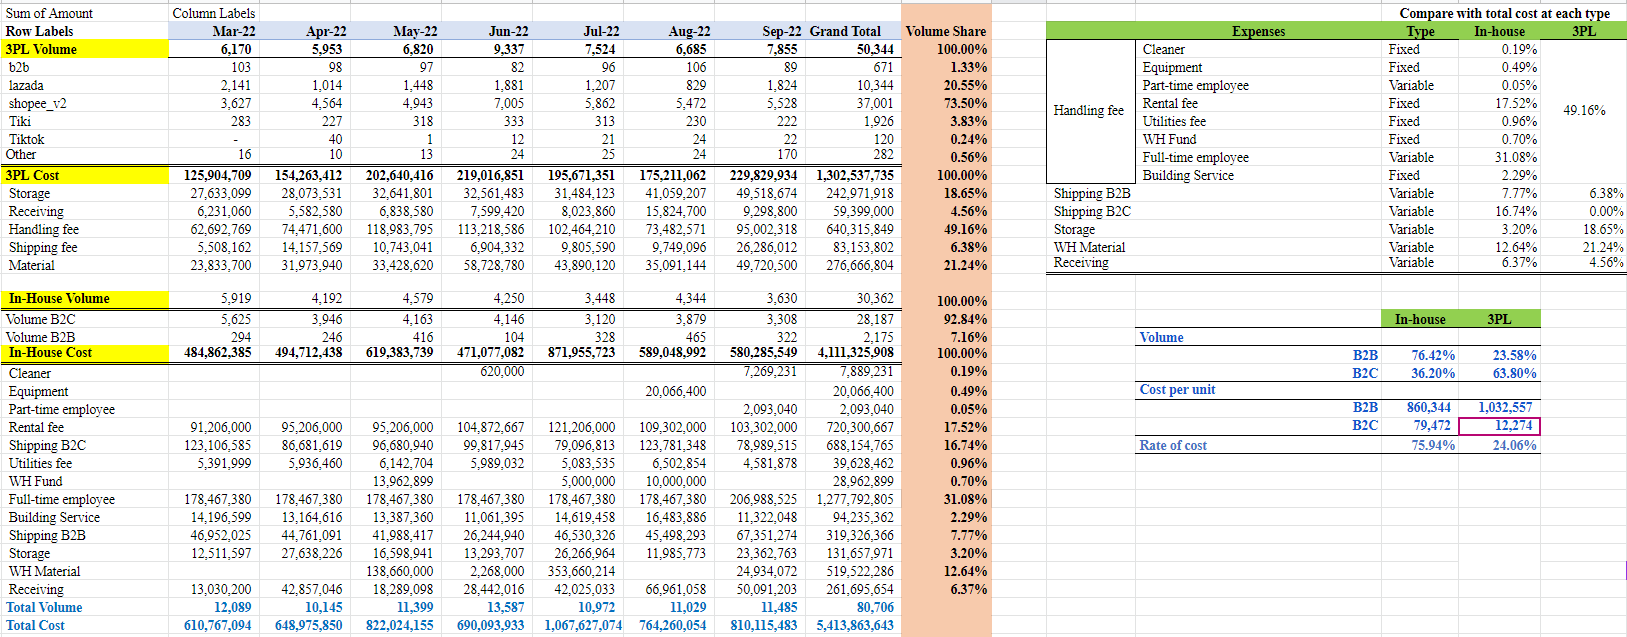 Sum of Amount Column Labels Compare with total cost at each type
Row Labels Mar-22 Apr-22 May-22 Jun-22 Jul-22 Aug-22 Sep-22 Grand Total Volume Share Expenses Type In-house 3PL
3PL Volume 6,170 5,953 6,820 9,337 7,524 6,685 7,855 50,344 100.00% Cleaner Fixed 0.19%
b2b 103 98 97 82 96 106 89 671 1.33% Equipment Fixed 0.49%
lazada 2,141 1,014 1,448 1,881 1,207 829 1,824 10,344 20.55% Part-time employee Variable 0.05%
shopee_v2 3,627 4,564 4,943 7,005 5,862 5,472 5,528 37,001 73.50% Rental fee Fixed 17.52%
Handling fee 49.16%
Tiki 283 227 318 333 313 230 222 1,926 3.83% Utilities fee Fixed 0.96%
Tiktok - 40 1 12 21 24 22 120 0.24% WH Fund Fixed 0.70%
Other 16 10 13 24 25 24 170 282 0.56% Full-time employee Variable 31.08%
3PL Cost 125,904,709 154,263,412 202,640,416 219,016,851 195,671,351 175,211,062 229,829,934 1,302,537,735 100.00% Building Service Fixed 2.29%
Storage 27,633,099 28,073,531 32,641,801 32,561,483 31,484,123 41,059,207 49,518,674 242,971,918 18.65% Shipping B2B Variable 7.77% 6.38%
Receiving 6,231,060 5,582,580 6,838,580 7,599,420 8,023,860 15,824,700 9,298,800 59,399,000 4.56% Shipping B2C Variable 16.74% 0.00%
Handling fee 62,692,769 74,471,600 118,983,795 113,218,586 102,464,210 73,482,571 95,002,318 640,315,849 49.16% Storage Variable 3.20% 18.65%
Shipping fee 5,508,162 14,157,569 10,743,041 6,904,332 9,805,590 9,749,096 26,286,012 83,153,802 6.38% WH Material Variable 12.64% 21.24%
Material 23,833,700 31,973,940 33,428,620 58,728,780 43,890,120 35,091,144 49,720,500 276,666,804 21.24% Receiving Variable 6.37% 4.56%
In-House Volume 5,919 4,192 4,579 4,250 3,448 4,344 3,630 30,362 100.00%
Volume B2C 5,625 3,946 4,163 4,146 3,120 3,879 3,308 28,187 92.84% In-house 3PL
Volume B2B 294 246 416 104 328 465 322 2,175 7.16% Volume
In-House Cost 484,862,385 494,712,438 619,383,739 471,077,082 871,955,723 589,048,992 580,285,549 4,111,325,908 100.00% B2B 76.42% 23.58%
Cleaner 620,000 7,269,231 7,889,231 0.19% B2C 36.20% 63.80%
Equipment 20,066,400 20,066,400 0.49% Cost per unit
Part-time employee 2,093,040 2,093,040 0.05% B2B 860,344 1,032,557
Rental fee 91,206,000 95,206,000 95,206,000 104,872,667 121,206,000 109,302,000 103,302,000 720,300,667 17.52% B2C 79,472 12,274
Shipping B2C 123,106,585 86,681,619 96,680,940 99,817,945 79,096,813 123,781,348 78,989,515 688,154,765 16.74% Rate of cost 75.94% 24.06%
Utilities fee 5,391,999 5,936,460 6,142,704 5,989,032 5,083,535 6,502,854 4,581,878 39,628,462 0.96%
WH Fund 13,962,899 5,000,000 10,000,000 28,962,899 0.70%
Full-time employee 178,467,380 178,467,380 178,467,380 178,467,380 178,467,380 178,467,380 206,988,525 1,277,792,805 31.08%
Building Service 14,196,599 13,164,616 13,387,360 11,061,395 14,619,458 16,483,886 11,322,048 94,235,362 2.29%
Shipping B2B 46,952,025 44,761,091 41,988,417 26,244,940 46,530,326 45,498,293 67,351,274 319,326,366 7.77%
Storage 12,511,597 27,638,226 16,598,941 13,293,707 26,266,964 11,985,773 23,362,763 131,657,971 3.20%
WH Material 138,660,000 2,268,000 353,660,214 24,934,072 519,522,286 12.64%
Receiving 13,030,200 42,857,046 18,289,098 28,442,016 42,025,033 66,961,058 50,091,203 261,695,654 6.37%
Total Volume 12,089 10,145 11,399 13,587 10,972 11,029 11,485 80,706
Total Cost 610,767,094 648,975,850 822,024,155 690,093,933 1,067,627,074 764,260,054 810,115,483 5,413,863,643